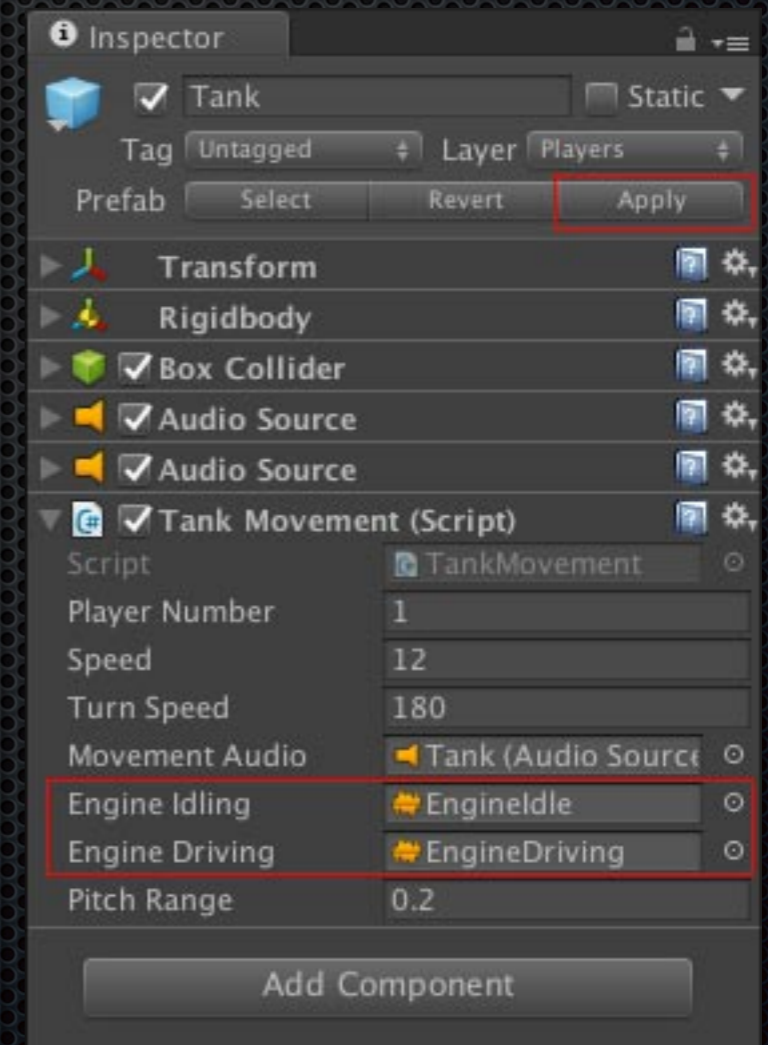 Inspector
Tank Static
Tag Untagged Layer Players
Prefab Select Revert Apply
Transform
Rigidbody
Box Collider
Audio Source
Audio Source
Tank Movement (Script)
Script TankMovement
Player Number 1
Speed 12
Turn Speed 180
Movement Audio Tank (Audio Source
Engine Idling EngineIdle
Engine Driving EngineDriving
Pitch Range 0.2
Add Component